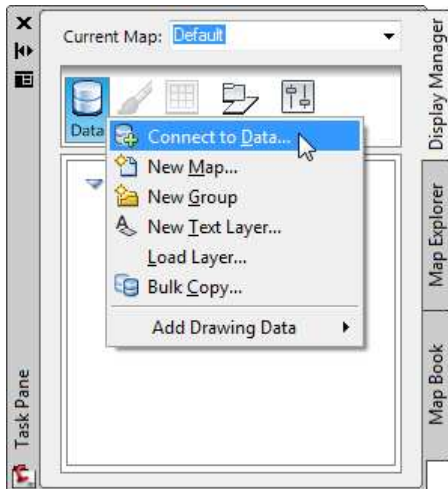 Current Map: Default
Data
Connect to Data...
New Map...
New Group
New Text Layer...
Load Layer...
Bulk Copy...
Add Drawing Data
Display Manager
Map Explorer
Map Book
Task Pane